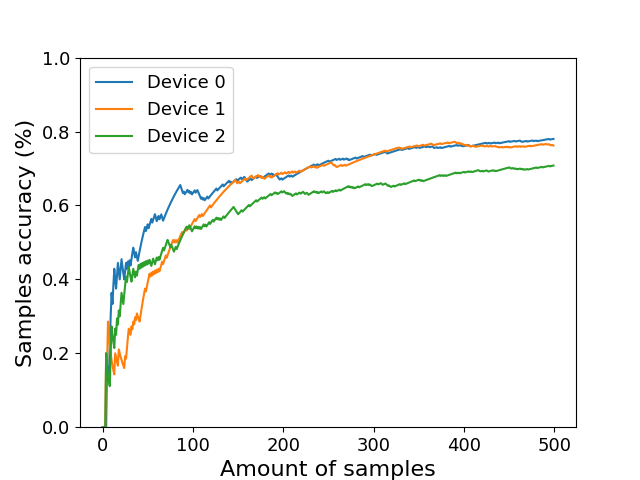 Device 0
Device 1
Device 2
Samples accuracy (%)
1.0
0.8
0.6
0.4
0.2
0.0
0 100 200 300 400 500
Amount of samples